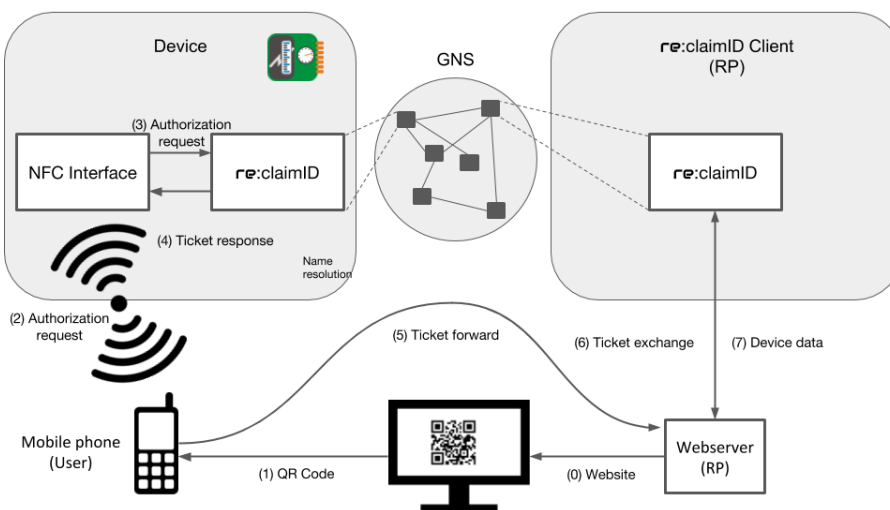 Device
GNS
re:claimID Client
(RP)
(3) Authorization
request
NFC Interface
re:claimID
re:claimID
(4) Ticket response
Name
resolution
(2) Authorization
request
(5) Ticket forward
(6) Ticket exchange
(7) Device data
Mobile phone
(User)
(1) QR Code
(0) Website
Webserver
(RP)